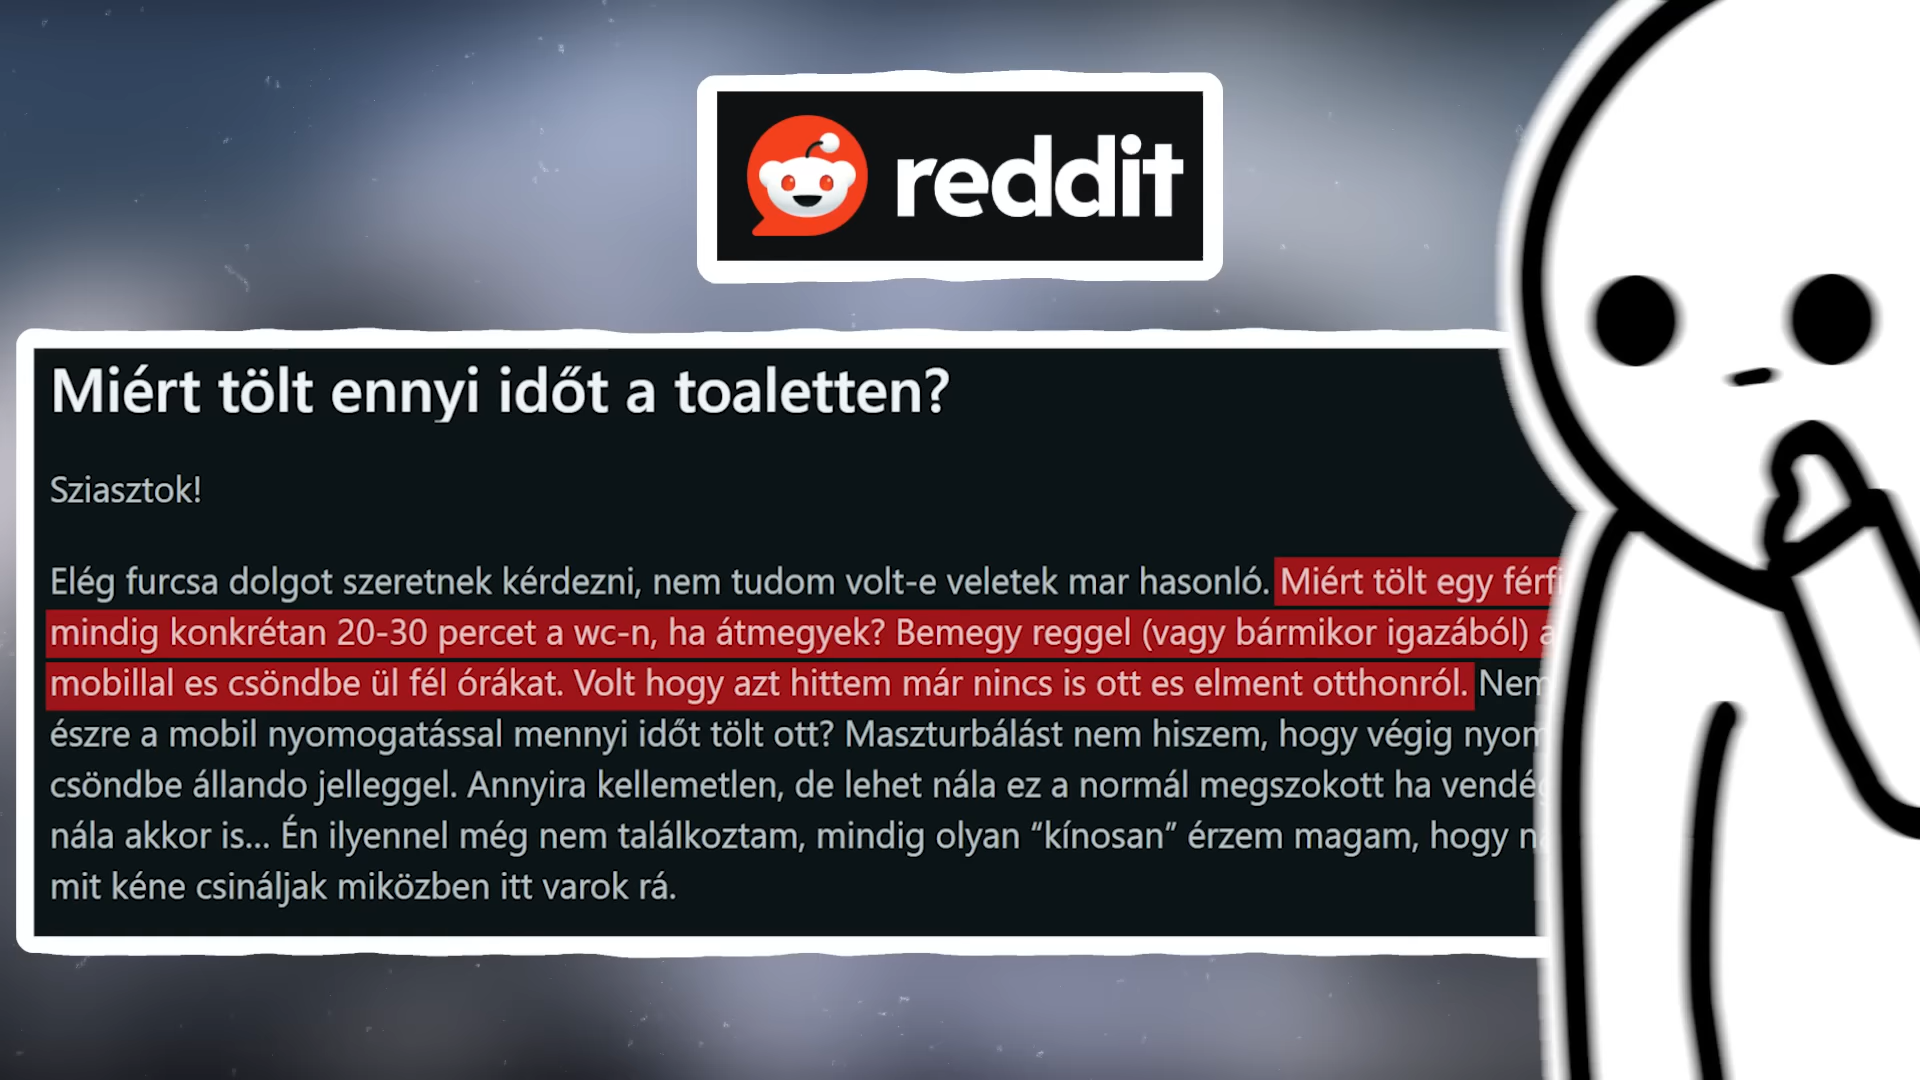 reddit
Miért tölt ennyi időt a toaletten?
Sziasztok!
Elég furcsa dolgot szeretnek kérdezni, nem tudom volt-e veletek mar hasonló. Miért tölt egy férfi
mindig konkrétan 20-30 percet a wc-n, ha átmegyek? Bemegy reggel (vagy bármikor igazából) a
mobillal es csöndbe ül fél órákat. Volt hogy azt hittem már nincs is ott es elment otthonról. Nem
észre a mobil nyomogatással mennyi időt tölt ott? Maszturbálást nem hiszem, hogy végig
csöndbe állando jelleggel. Annyira kellemetlen, de lehet nála ez a normál megszokott ha
nála akkor is... Én ilyennel még nem találkoztam, mindig olyan “kínosan” érzem magam, hogy
mit kéne csináljak miközben itt varok rá.